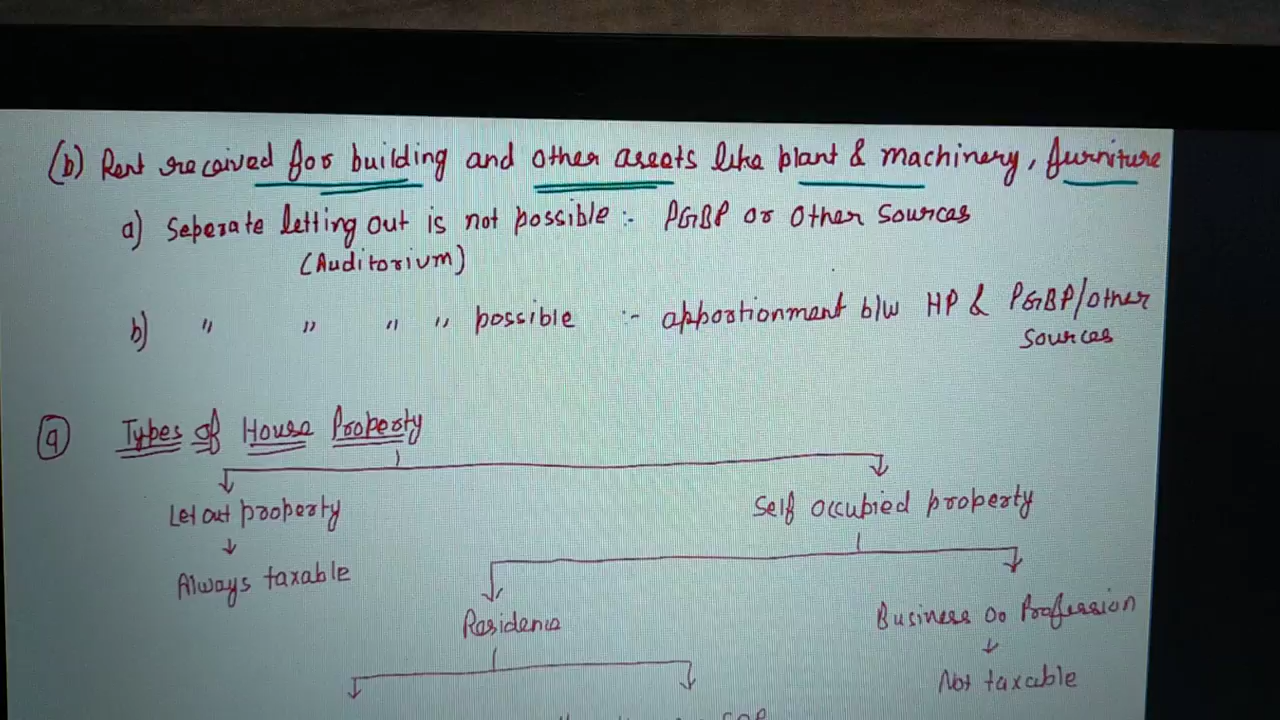 (b) Rent received for building and other assets like plant & machinery, furniture
a) Seperate letting out is not possible :- PGBP or Other Sources
(Auditorium)
b) " " " " possible :- apportionment b/w HP & PGBP/Other
Sources
9 Types of House Property
Let out property Self occupied property
Always taxable
Residence Business or Profession
Not taxable